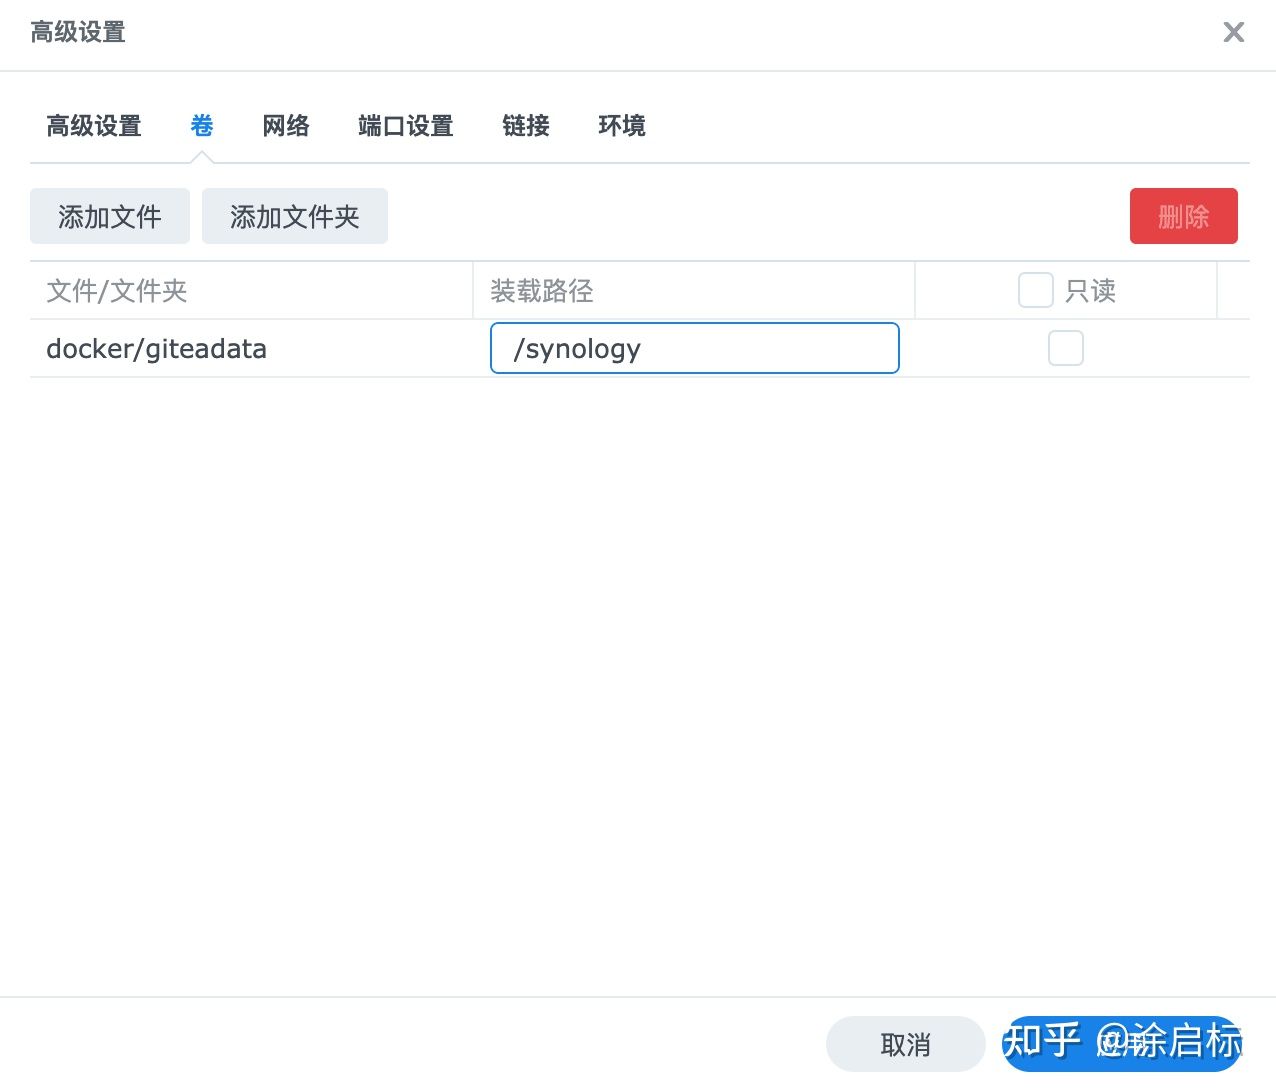 高级设置
高级设置 卷 网络 端口设置 链接 环境
添加文件 添加文件夹 删除
文件/文件夹 装载路径 只读
docker/giteadata /synology
取消
知乎 @涂启标